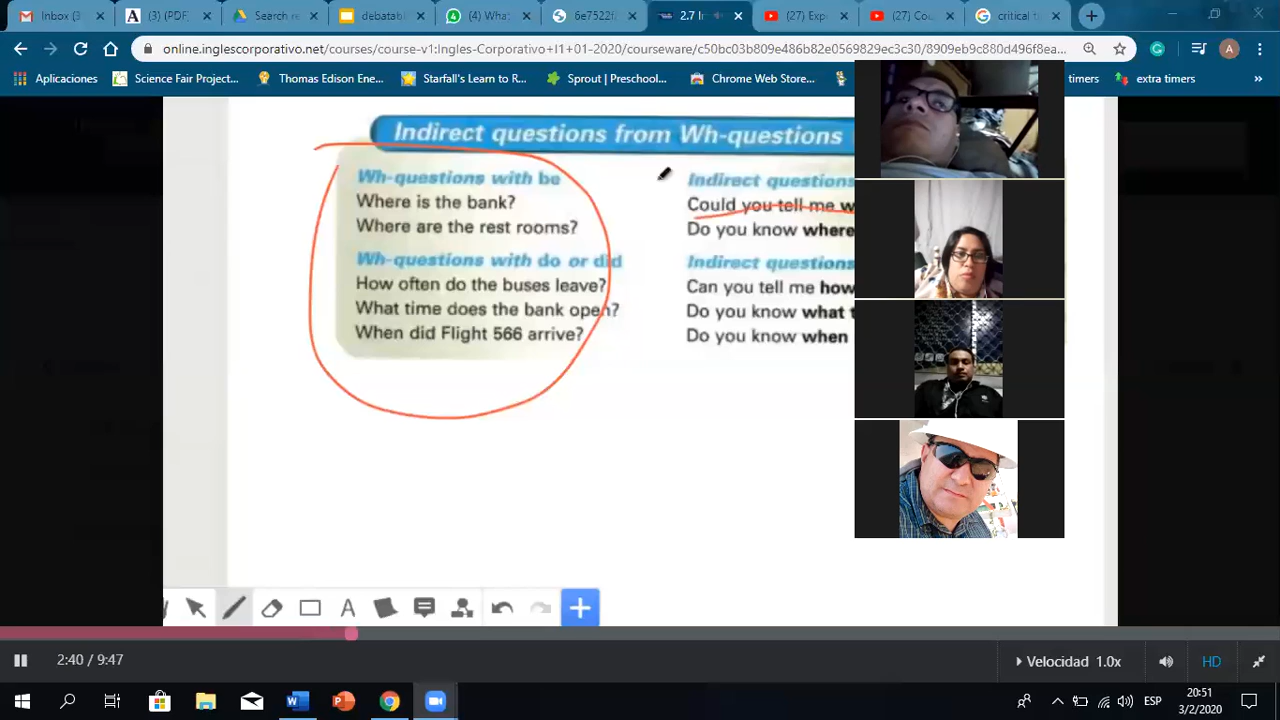 Inbox (3
(3) (PDF
Search re
debatabl
(4) What
6e7522f
2.7 I
(27) Exp
(27) Cou
critical t
online.inglescorporativo.net/courses/course-v1:Ingles-Corporativo+I1+01-2020/courseware/c50bc03b809e486b82e0569829ec3c30/8909eb9c880d496f8ea...
Aplicaciones
Science Fair Project...
Thomas Edison Ene...
Starfall's Learn to R...
Sprout | Preschool...
Chrome Web Store...
timers
extra timers
Indirect questions from Wh-questions
Wh-questions with be
Where is the bank?
Where are the rest rooms?
Wh-questions with do or did
How often do the buses leave?
What time does the bank open?
When did Flight 566 arrive?
Indirect questions
Could you tell me w
Do you know where
Indirect questions
Can you tell me how
Do you know what t
Do you know when
2:40 / 9:47
Velocidad 1.0x
HD
ESP
20:51
3/2/2020